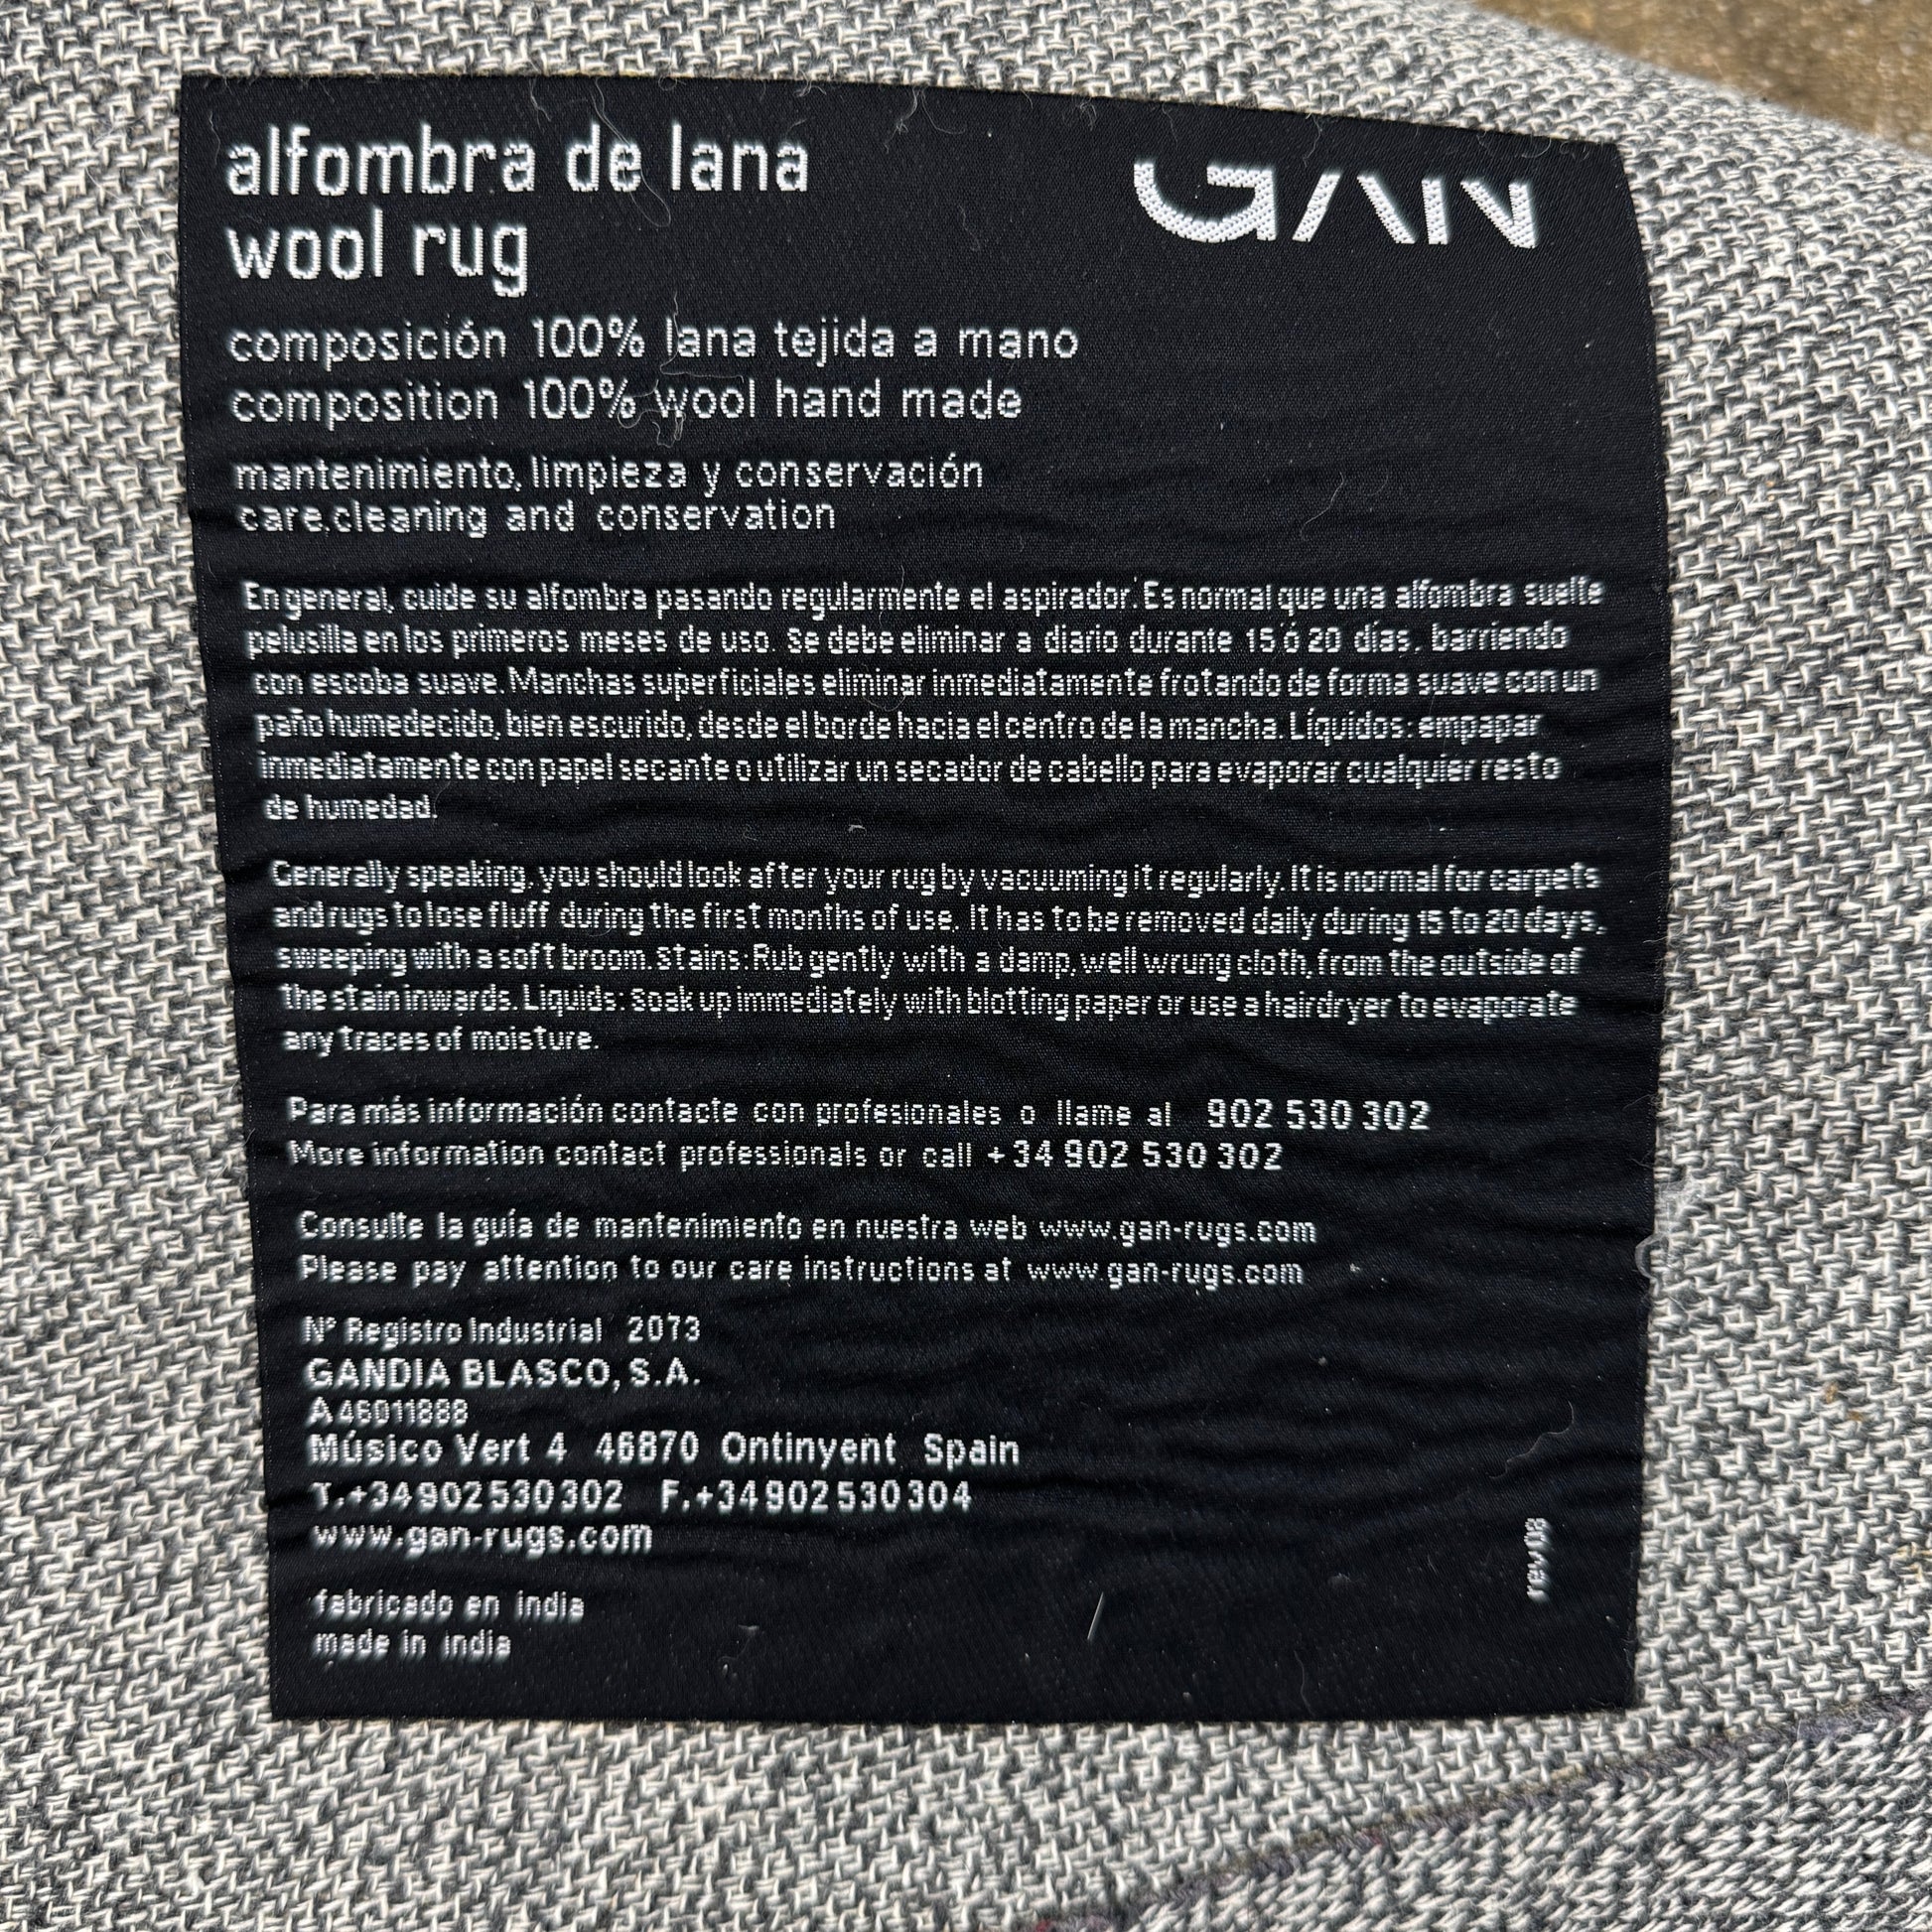 alfombra de lana
wool rug
GAN
composición 100% lana tejida a mano
composition 100% wool hand made
mantenimiento, limpieza y conservación
care, cleaning and conservation
En general, cuide su alfombra pasando regularmente el aspirador. Es normal que una alfombra suelte
pelusilla en los primeros meses de uso. Se debe eliminar a diario durante 15 ó 20 días, barriendo
con escoba suave. Manchas superficiales eliminar inmediatamente frotando de forma suave con un
paño humedecido, bien escurido, desde el borde hacia el centro de la mancha. Líquidos: empapar
inmediatamente con papel secante o utilizar un secador de cabello para evaporar cualquier resto
de humedad.
Generally speaking, you should look after your rug by vacuuming it regularly. It is normal for carpets
and rugs to lose fluff during the first months of use. It has to be removed daily during 15 to 20 days,
sweeping with a soft broom. Stains: Rub gently with a damp, well wrung cloth, from the outside of
the stain inwards. Liquids: Soak up immediately with blotting paper or use a hairdryer to evaporate
any traces of moisture.
Para más información contacte con profesionales o llame al 902 530 302
More information contact professionals or call +34 902 530 302
Consulte la guía de mantenimiento en nuestra web www.gan-rugs.com
Please pay attention to our care instructions at www.gan-rugs.com
Nº Registro Industrial 2073
GANDIA BLASCO, S.A.
A 46011888
Músico Vert 4 46870 Ontinyent Spain
T.+34 902 530 302 F.+34 902 530 304
www.gan-rugs.com
fabricado en india
made in india